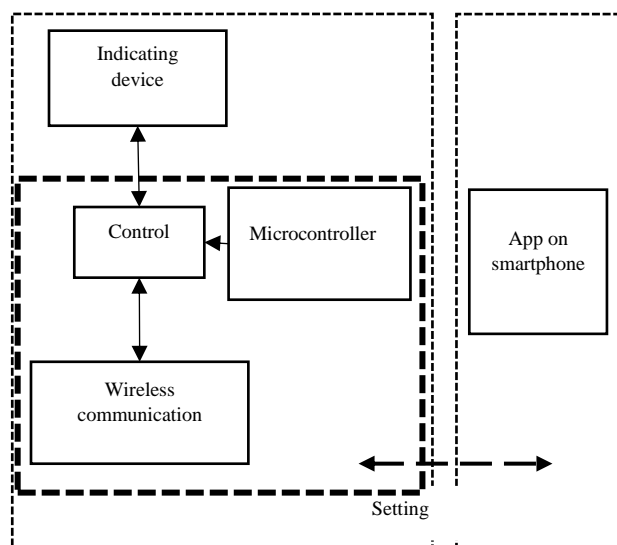 Indicating
device
Control
Microcontroller
App on
smartphone
Wireless
communication
Setting